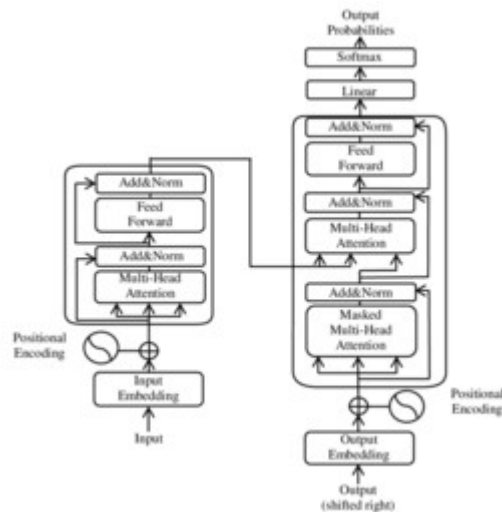 Output
Probabilities
Softmax
Linear
Add&Norm
Feed
Forward
Add&Norm
Multi-Head
Attention
Add&Norm
Masked
Multi-Head
Attention
Positional
Encoding
Output
Embedding
Output
(shifted right)
Add&Norm
Feed
Forward
Add&Norm
Multi-Head
Attention
Positional
Encoding
Input
Embedding
Input